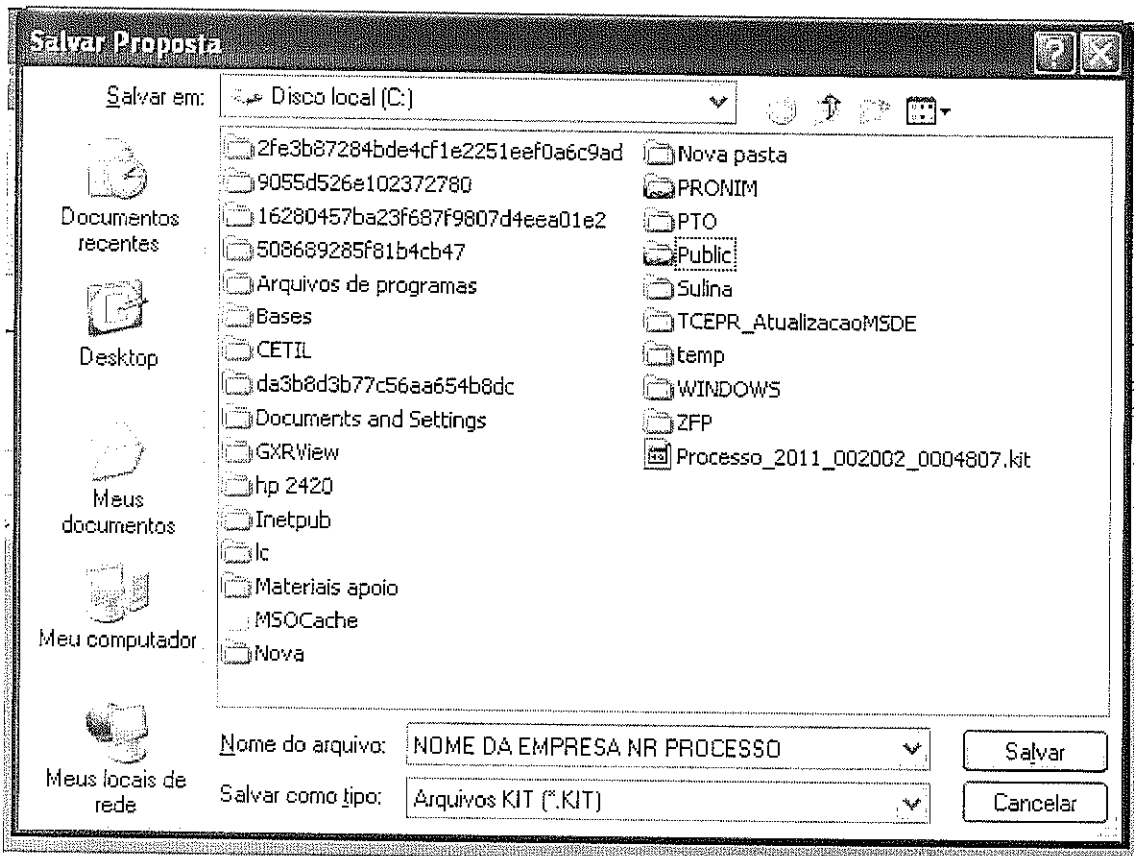 Salvar Proposta
Salvar em:
Disco local (C:)
2fe3b87284bde4cf1e2251eef0a6c9ad
9055d526e102372780
16280457ba23f687f9807d4eea01e2
508689285f81b4cb47
Arquivos de programas
Bases
CETIL
da3b8d3b77c56aa654b8dc
Documents and Settings
GXRView
hp 2420
Inetpub
lc
Materiais apoio
MSOCache
Nova
Nova pasta
PRONIM
PTO
Public
Sulina
TCEPR_AtualizacaoMSDE
temp
WINDOWS
ZFP
Processo_2011_002002_0004807.kit
Documentos
recentes
Desktop
Meus
documentos
Meu computador
Meus locais de
rede
Nome do arquivo:
NOME DA EMPRESA NR PROCESSO
Salvar
Salvar como tipo:
Arquivos KIT (*.KIT)
Cancelar